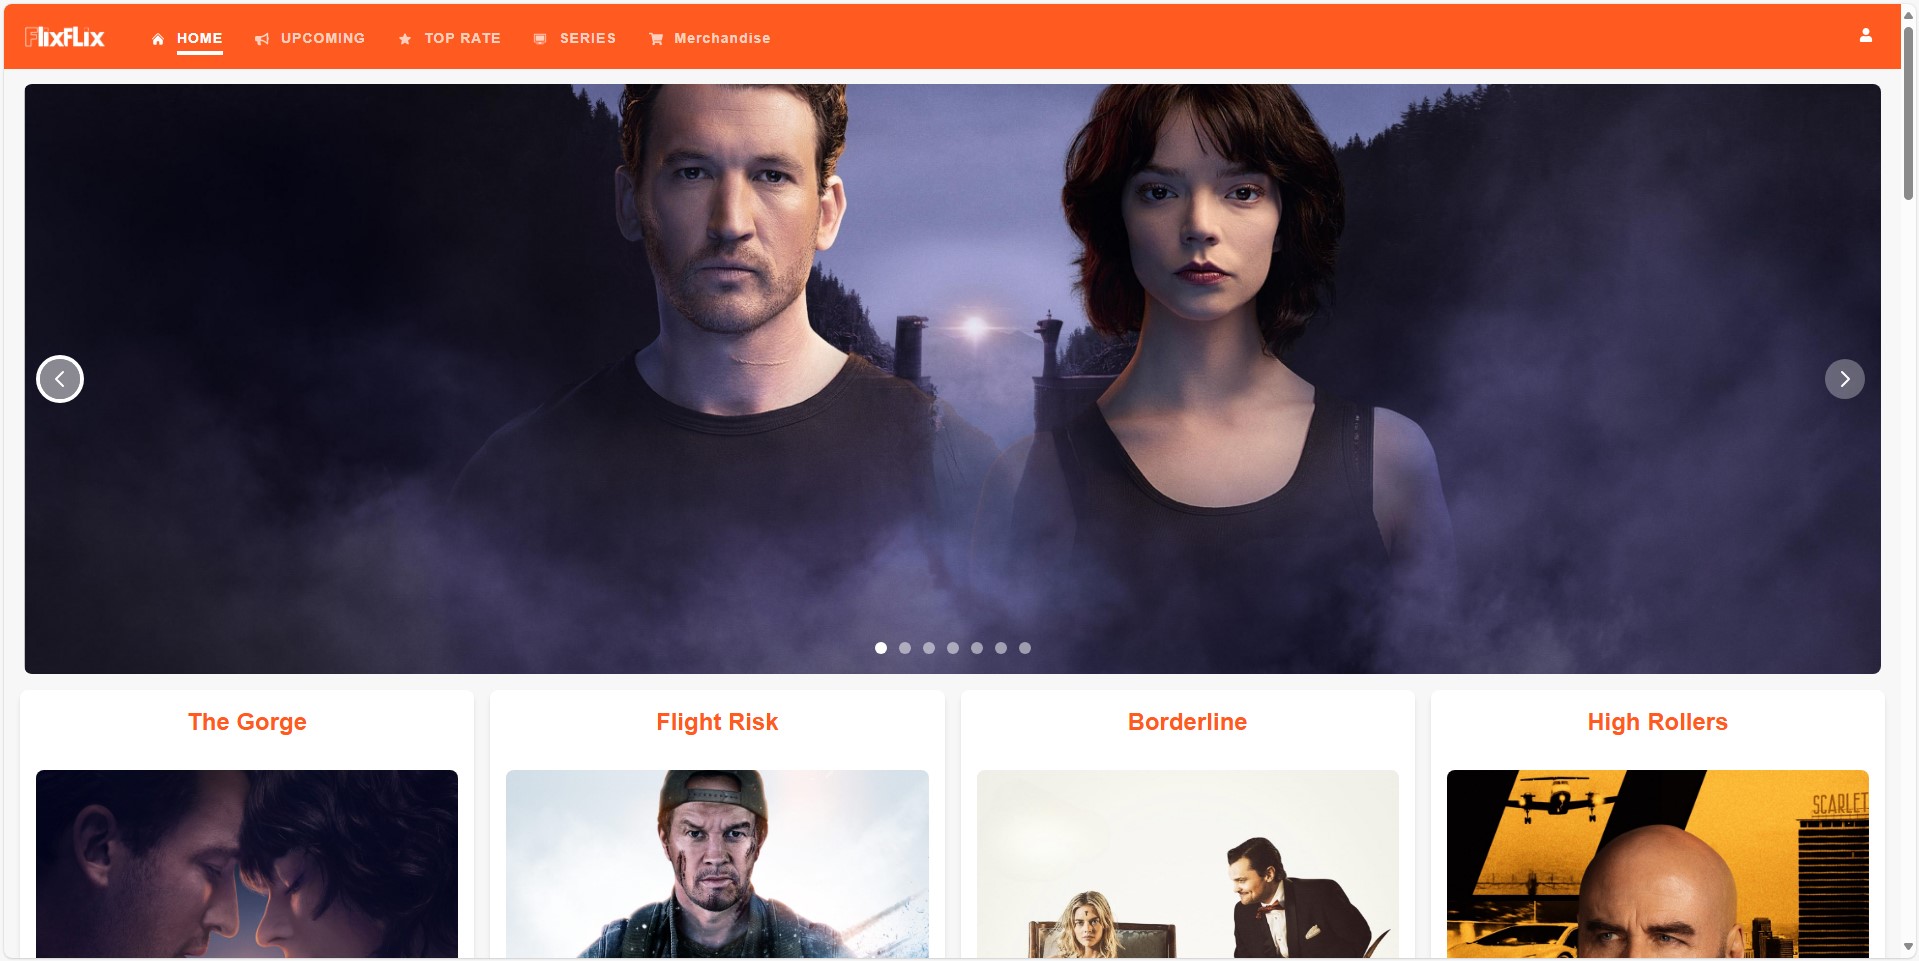 FlixFLix
HOME
UPCOMING
TOP RATE
SERIES
Merchandise
The Gorge
Flight Risk
Borderline
High Rollers
SCARLET